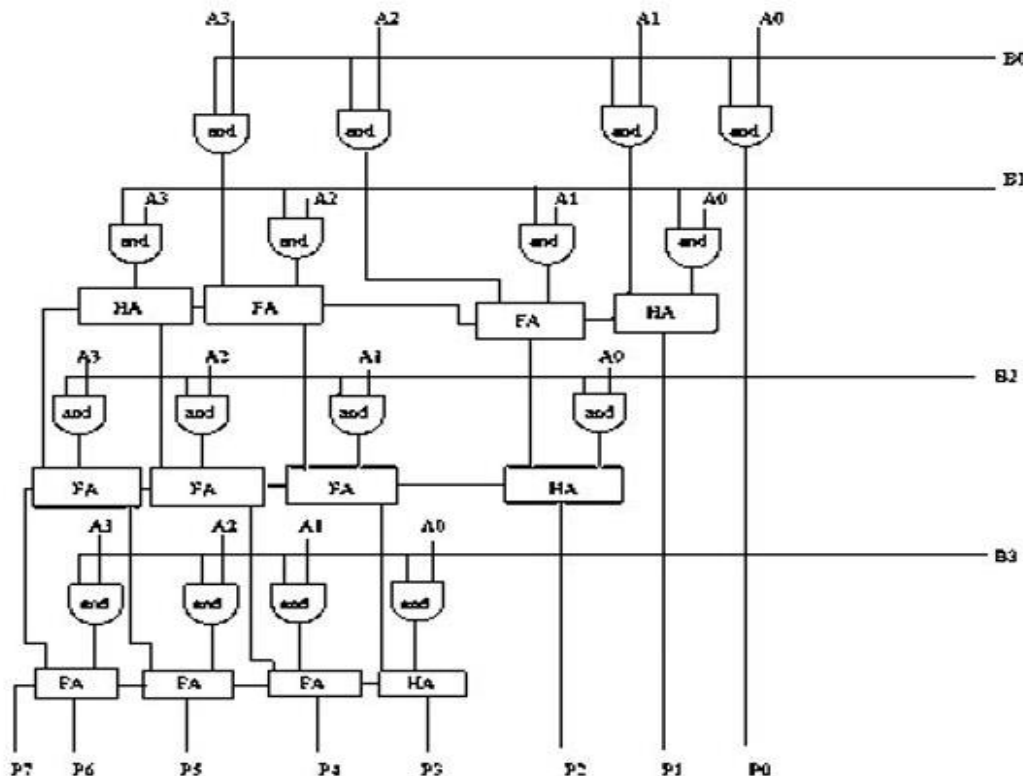 A3 A2 A1 A0
B0
and and and and
B1
A3 A2 A1 A0
and and and and
HA FA FA HA
A3 A2 A1 A0
B2
and and and and
FA FA FA HA
A3 A2 A1 A0
B3
and and and and
FA FA FA HA
P7 P6 P5 P4 P3 P2 P1 P0